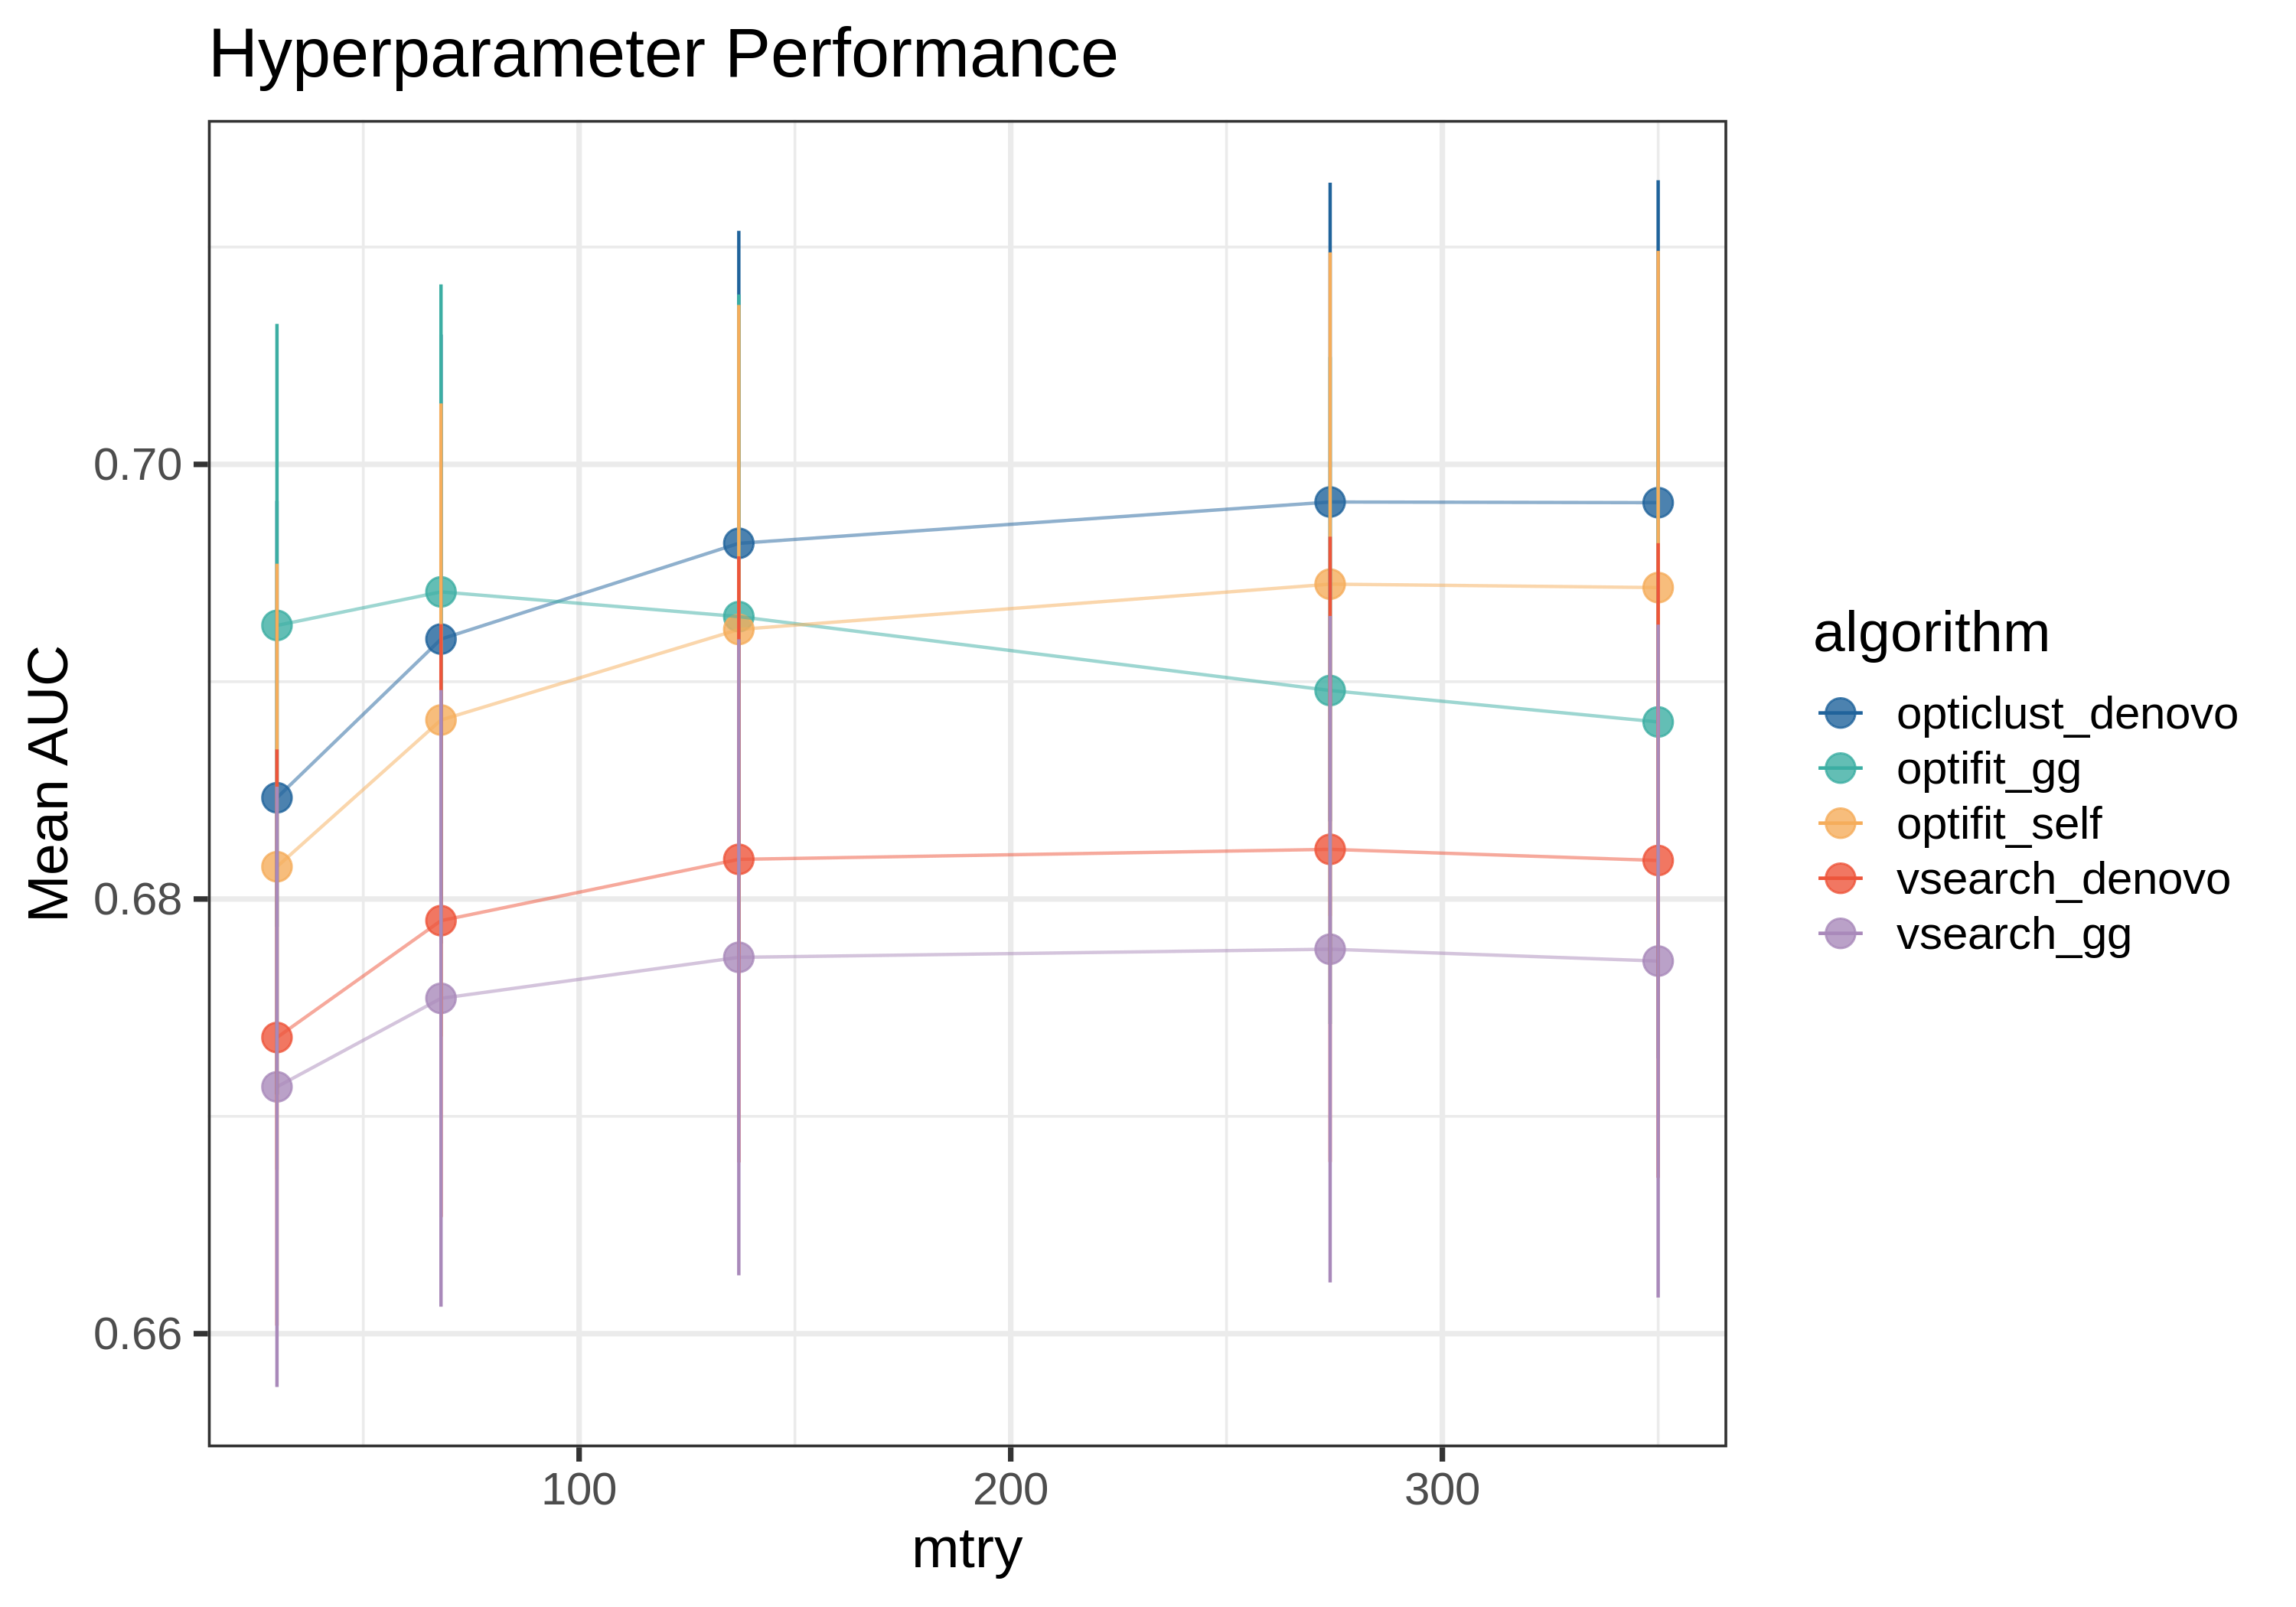 Hyperparameter Performance
Mean AUC
0.70
0.68
0.66
100
200
300
mtry
algorithm
opticlust_denovo
optifit_gg
optifit_self
vsearch_denovo
vsearch_gg